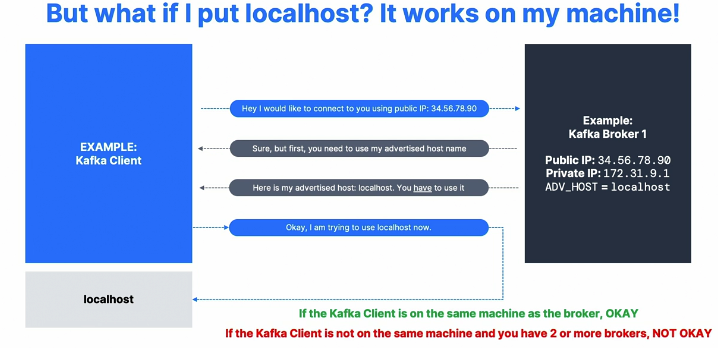 But what if I put localhost? It works on my machine!
EXAMPLE:
Kafka Client
Hey I would like to connect to you using public IP: 34.56.78.90
Sure, but first, you need to use my advertised host name
Here is my advertised host: localhost. You have to use it
Okay, I am trying to use localhost now.
Example:
Kafka Broker 1
Public IP: 34.56.78.90
Private IP: 172.31.9.1
ADV_HOST = localhost
localhost
If the Kafka Client is on the same machine as the broker, OKAY
If the Kafka Client is not on the same machine and you have 2 or more brokers, NOT OKAY